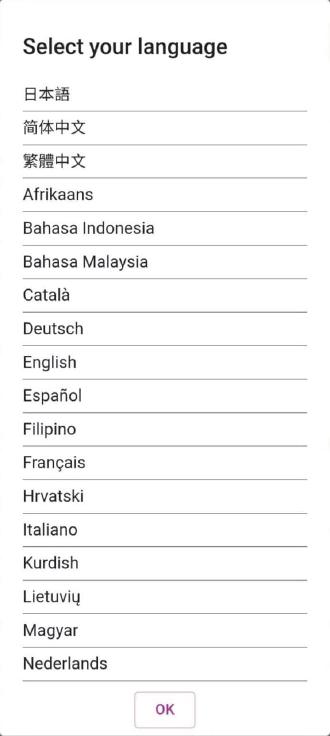 Select your language
日本語
简体中文
繁體中文
Afrikaans
Bahasa Indonesia
Bahasa Malaysia
Català
Deutsch
English
Español
Filipino
Français
Hrvatski
Italiano
Kurdish
Lietuvių
Magyar
Nederlands
OK